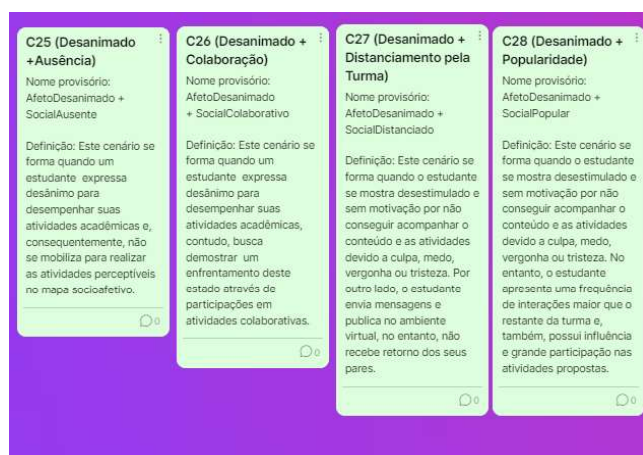 C25 (Desanimado
+Ausência)
Nome provisório:
AfetoDesanimado +
SocialAusente
Definição: Este cenário se
forma quando um
estudante expressa
desânimo para
desempenhar suas
atividades acadêmicas e,
consequentemente, não
se mobiliza para realizar
as atividades perceptíveis
no mapa socioafetivo.
0
C26 (Desanimado +
Colaboração)
Nome provisório:
AfetoDesanimado
+ SocialColaborativo
Definição: Este cenário se
forma quando um
estudante expressa
desânimo para
desempenhar suas
atividades acadêmicas,
contudo, busca
demostrar um
enfrentamento deste
estado através de
participações em
atividades colaborativas.
0
C27 (Desanimado +
Distanciamento pela
Turma)
Nome provisório:
AfetoDesanimado +
SocialDistanciado
Definição: Este cenário se
forma quando o estudante
se mostra desestimulado e
sem motivação por não
conseguir acompanhar o
conteúdo e as atividades
devido a culpa, medo,
vergonha ou tristeza. Por
outro lado, o estudante
envia mensagens e
publica no ambiente
virtual, no entanto, não
recebe retorno dos seus
pares.
0
C28 (Desanimado +
Popularidade)
Nome provisório:
AfetoDesanimado +
SocialPopular
Definição: Este cenário se
forma quando o estudante
se mostra desestimulado e
sem motivação por não
conseguir acompanhar o
conteúdo e as atividades
devido a culpa, medo,
vergonha ou tristeza. No
entanto, o estudante
apresenta uma frequência
de interações maior que o
restante da turma e,
também, possui influência
e grande participação nas
atividades propostas.
0